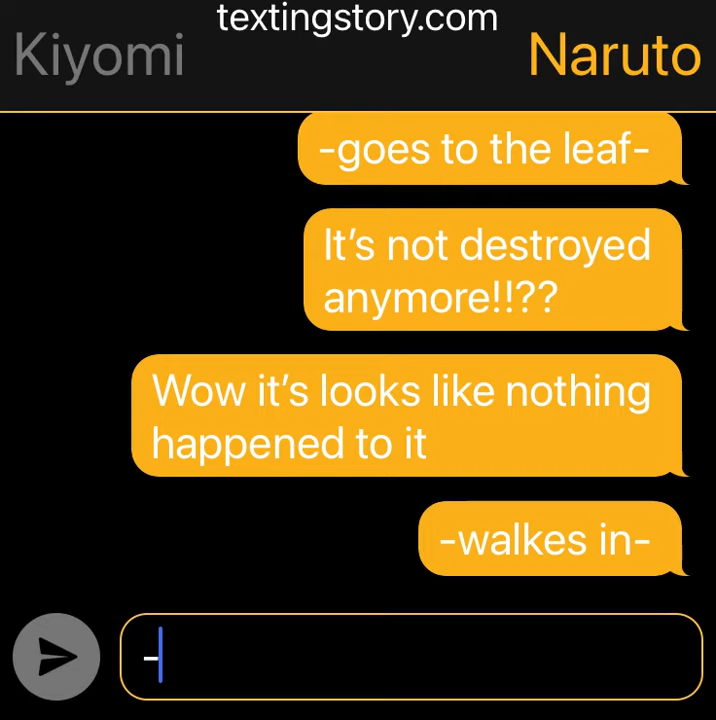 textingstory.com
Kiyomi
Naruto
-goes to the leaf-
It's not destroyed
anymore!!??
Wow it's looks like nothing
happened to it
-walkes in-
-